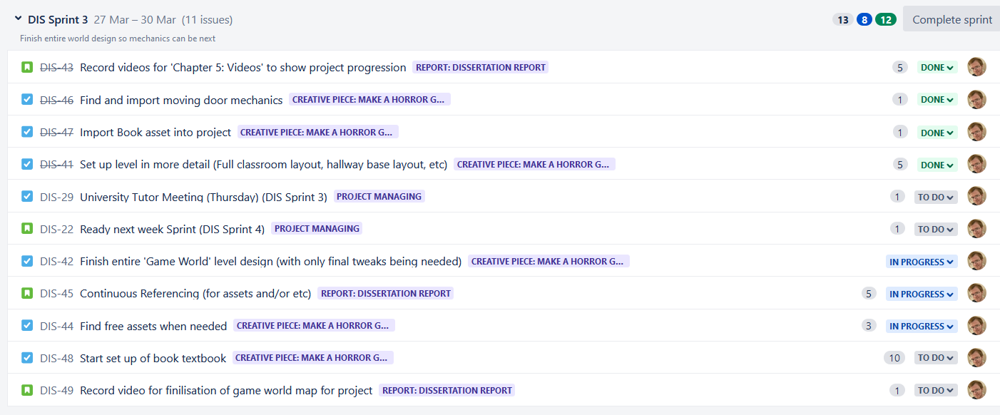 DIS Sprint 3 27 Mar – 30 Mar (11 issues) 13 8 12 Complete sprint
Finish entire world design so mechanics can be next
DIS-43 Record videos for 'Chapter 5: Videos' to show project progression REPORT: DISSERTATION REPORT 5 DONE
DIS-46 Find and import moving door mechanics CREATIVE PIECE: MAKE A HORROR G... 1 DONE
DIS-47 Import Book asset into project CREATIVE PIECE: MAKE A HORROR G... 1 DONE
DIS-41 Set up level in more detail (Full classroom layout, hallway base layout, etc) CREATIVE PIECE: MAKE A HORROR G... 5 DONE
DIS-29 University Tutor Meeting (Thursday) (DIS Sprint 3) PROJECT MANAGING 1 TO DO
DIS-22 Ready next week Sprint (DIS Sprint 4) PROJECT MANAGING 1 TO DO
DIS-42 Finish entire 'Game World' level design (with only final tweaks being needed) CREATIVE PIECE: MAKE A HORROR G... IN PROGRESS
DIS-45 Continuous Referencing (for assets and/or etc) REPORT: DISSERTATION REPORT 5 IN PROGRESS
DIS-44 Find free assets when needed CREATIVE PIECE: MAKE A HORROR G... 3 IN PROGRESS
DIS-48 Start set up of book textbook CREATIVE PIECE: MAKE A HORROR G... 10 TO DO
DIS-49 Record video for finilisation of game world map for project REPORT: DISSERTATION REPORT 1 TO DO